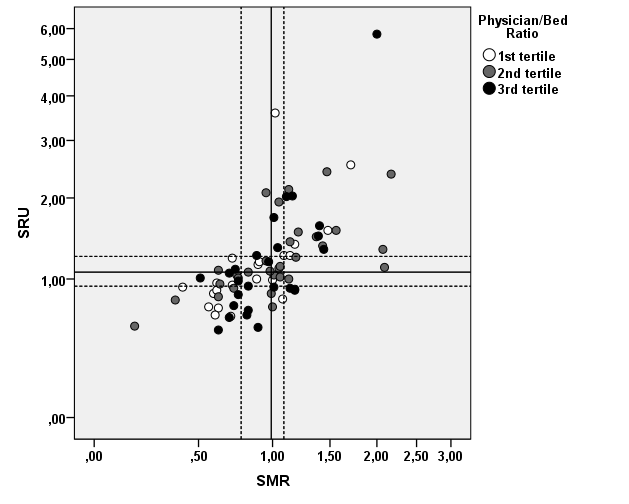 Physician/Bed
Ratio
1st tertile
2nd tertile
3rd tertile
6,00
5,00
4,00
3,00
2,00
1,00
,00
SRU
,00 ,50 1,00 1,50 2,00 2,50 3,00
SMR